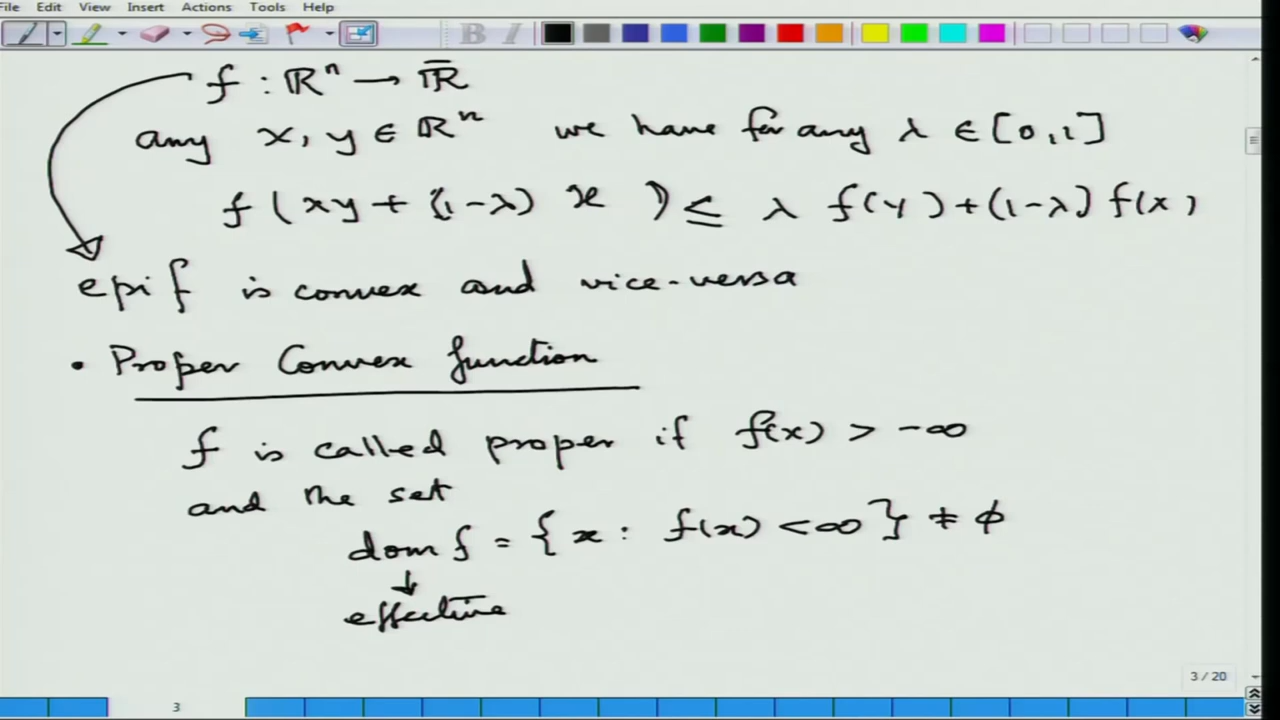 File Edit View Insert Actions Tools Help
B I
f : ℝⁿ → ℝ̄
any x, y ∈ ℝⁿ we have for any λ ∈ [0,1]
f(xy + (1-λ) x) ≤ λ f(y) + (1-λ] f(x)
epi f is convex and vice-versa
• Proper Convex function
f is called proper if f(x) > -∞
and the set
dom f = {x : f(x) < ∞} ≠ φ
↓
effective
3 / 20
3